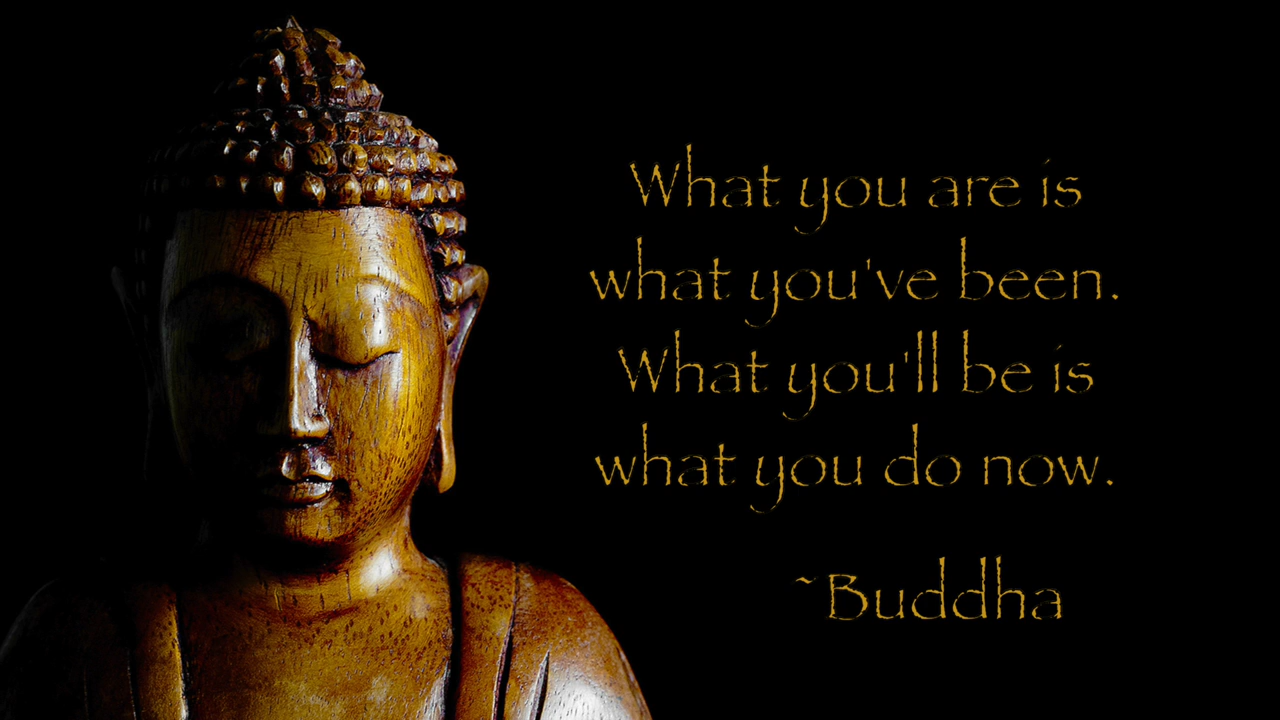 What you are is
what you've been.
What you'll be is
what you do now.
~Buddha